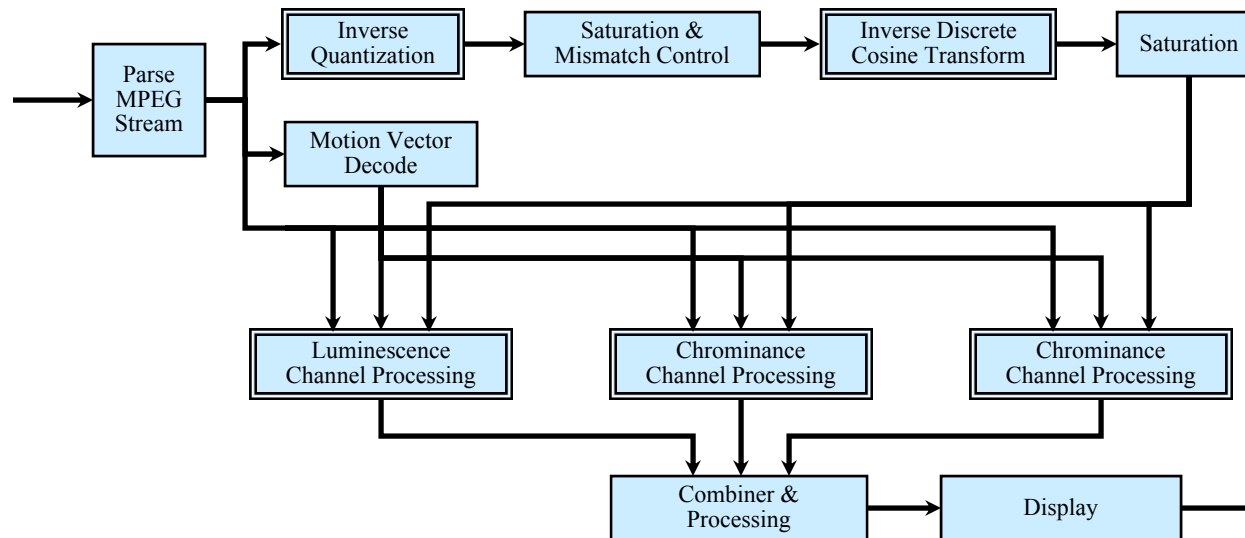 Parse
MPEG
Stream
Inverse
Quantization
Saturation &
Mismatch Control
Inverse Discrete
Cosine Transform
Saturation
Motion Vector
Decode
Luminescence
Channel Processing
Chrominance
Channel Processing
Chrominance
Channel Processing
Combiner &
Processing
Display